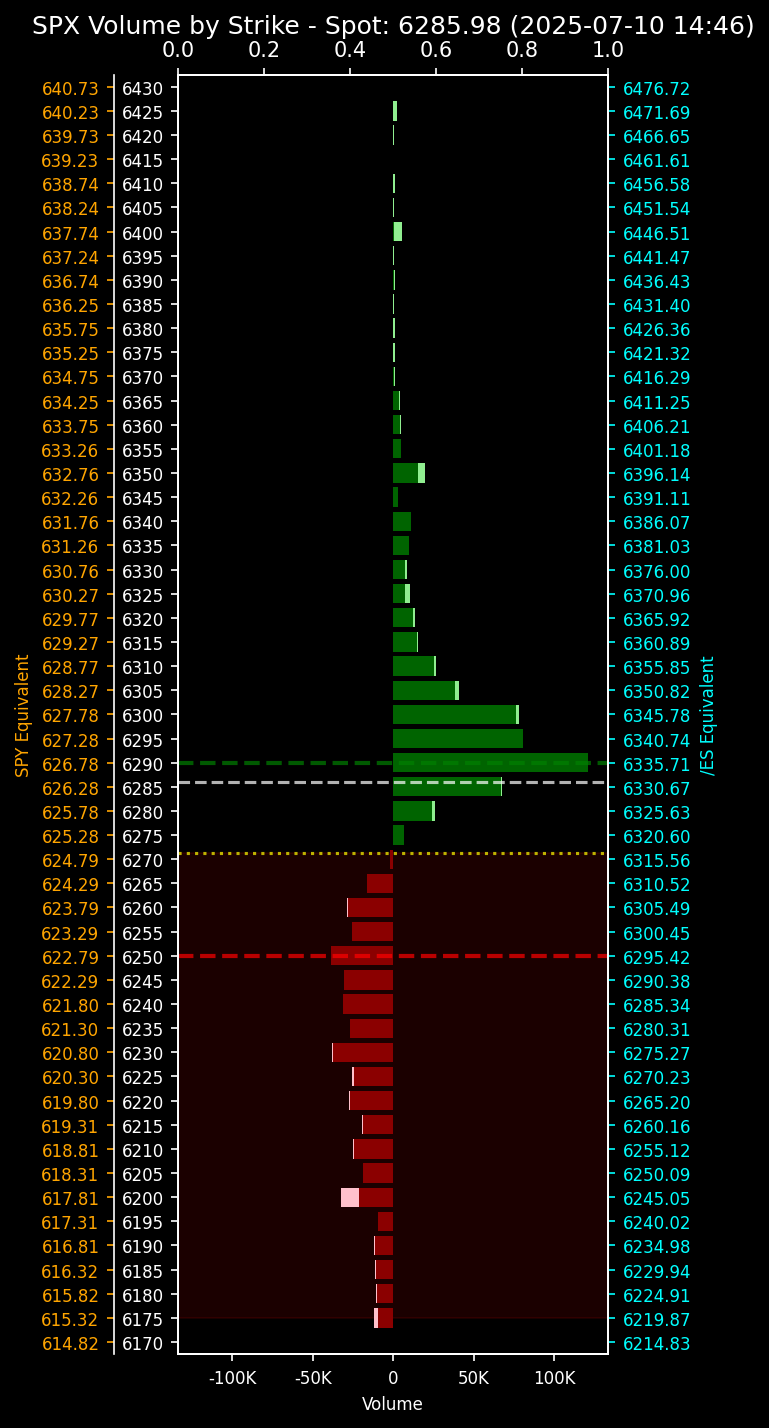 SPX Volume by Strike - Spot: 6285.98 (2025-07-10 14:46)
0.0 0.2 0.4 0.6 0.8 1.0
640.73 6430 6476.72
640.23 6425 6471.69
639.73 6420 6466.65
639.23 6415 6461.61
638.74 6410 6456.58
638.24 6405 6451.54
637.74 6400 6446.51
637.24 6395 6441.47
636.74 6390 6436.43
636.25 6385 6431.40
635.75 6380 6426.36
635.25 6375 6421.32
634.75 6370 6416.29
634.25 6365 6411.25
633.75 6360 6406.21
633.26 6355 6401.18
632.76 6350 6396.14
632.26 6345 6391.11
631.76 6340 6386.07
631.26 6335 6381.03
630.76 6330 6376.00
630.27 6325 6370.96
629.77 6320 6365.92
629.27 6315 6360.89
628.77 6310 6355.85
628.27 6305 6350.82
627.78 6300 6345.78
627.28 6295 6340.74
626.78 6290 6335.71
626.28 6285 6330.67
625.78 6280 6325.63
625.28 6275 6320.60
624.79 6270 6315.56
624.29 6265 6310.52
623.79 6260 6305.49
623.29 6255 6300.45
622.79 6250 6295.42
622.29 6245 6290.38
621.80 6240 6285.34
621.30 6235 6280.31
620.80 6230 6275.27
620.30 6225 6270.23
619.80 6220 6265.20
619.31 6215 6260.16
618.81 6210 6255.12
618.31 6205 6250.09
617.81 6200 6245.05
617.31 6195 6240.02
616.81 6190 6234.98
616.32 6185 6229.94
615.82 6180 6224.91
615.32 6175 6219.87
614.82 6170 6214.83
SPY Equivalent
/ES Equivalent
-100K -50K 0 50K 100K
Volume